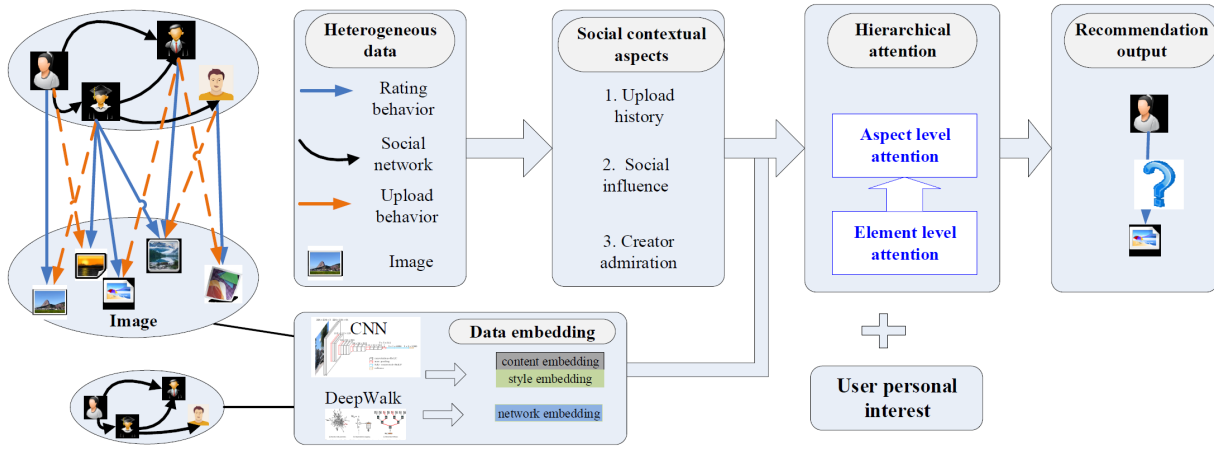 Heterogeneous
data
Rating
behavior
Social
network
Upload
behavior
Image
Social contextual
aspects
1. Upload
history
2. Social
influence
3. Creator
admiration
Hierarchical
attention
Aspect level
attention
Element level
attention
Recommendation
output
Image
CNN
Data embedding
content embedding
style embedding
DeepWalk
network embedding
User personal
interest